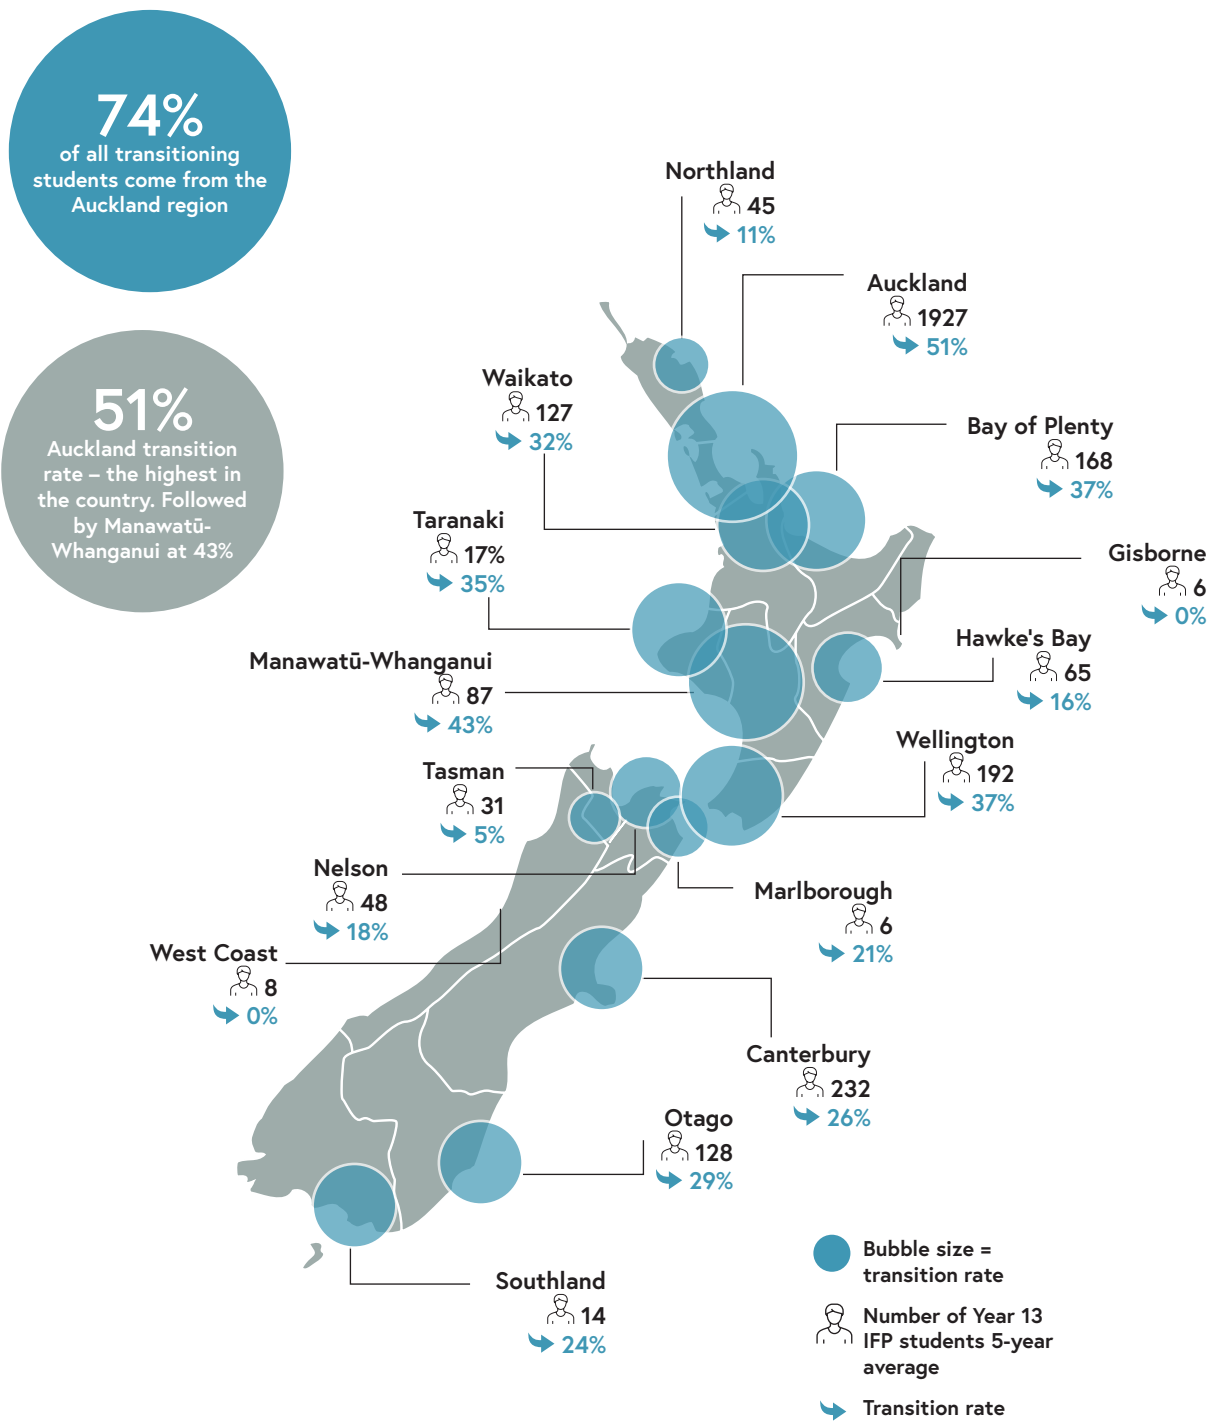 74%
of all transitioning
students come from the
Auckland region
51%
Auckland transition
rate – the highest in
the country. Followed
by Manawatū-
Whanganui at 43%
Northland
45
11%
Auckland
1927
51%
Waikato
127
32%
Bay of Plenty
168
37%
Taranaki
17%
35%
Gisborne
6
0%
Hawke's Bay
65
16%
Manawatū-Whanganui
87
43%
Wellington
192
37%
Tasman
31
5%
Nelson
48
18%
Marlborough
6
21%
West Coast
8
0%
Canterbury
232
26%
Otago
128
29%
Southland
14
24%
Bubble size =
transition rate
Number of Year 13
IFP students 5-year
average
Transition rate